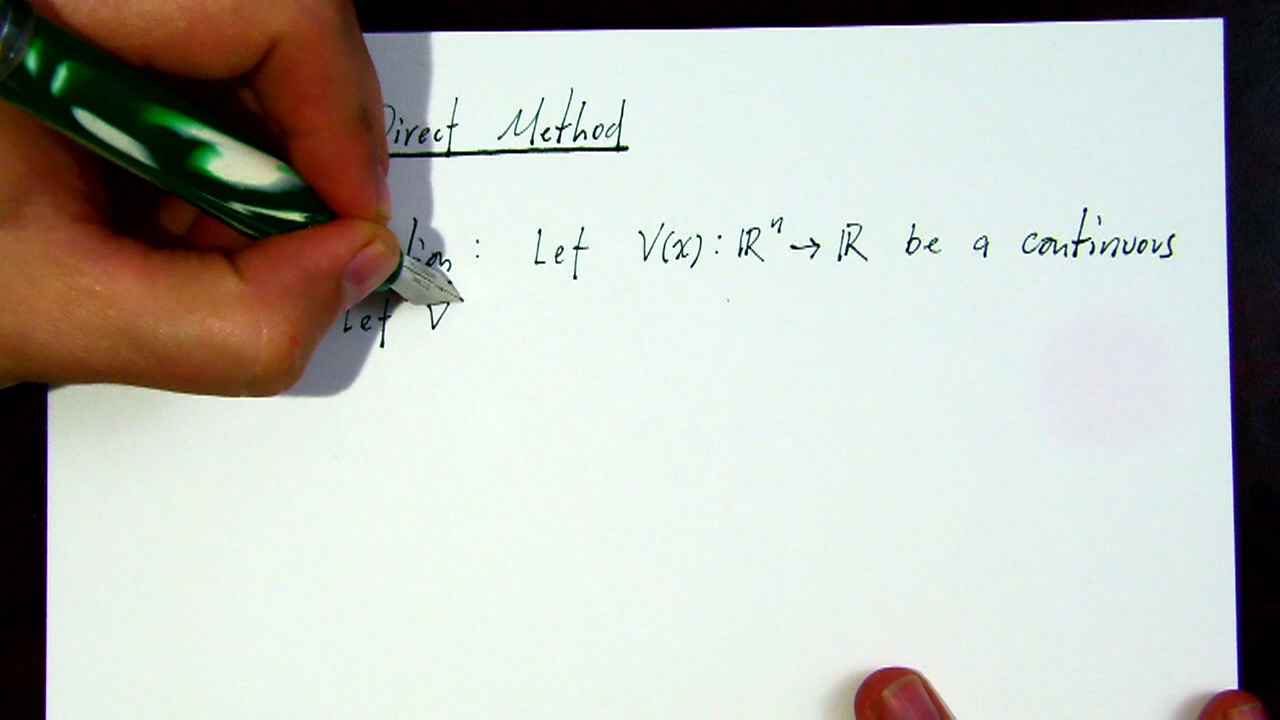 Direct Method
: Let V(x) : ℝⁿ → ℝ be a continuous
Let V